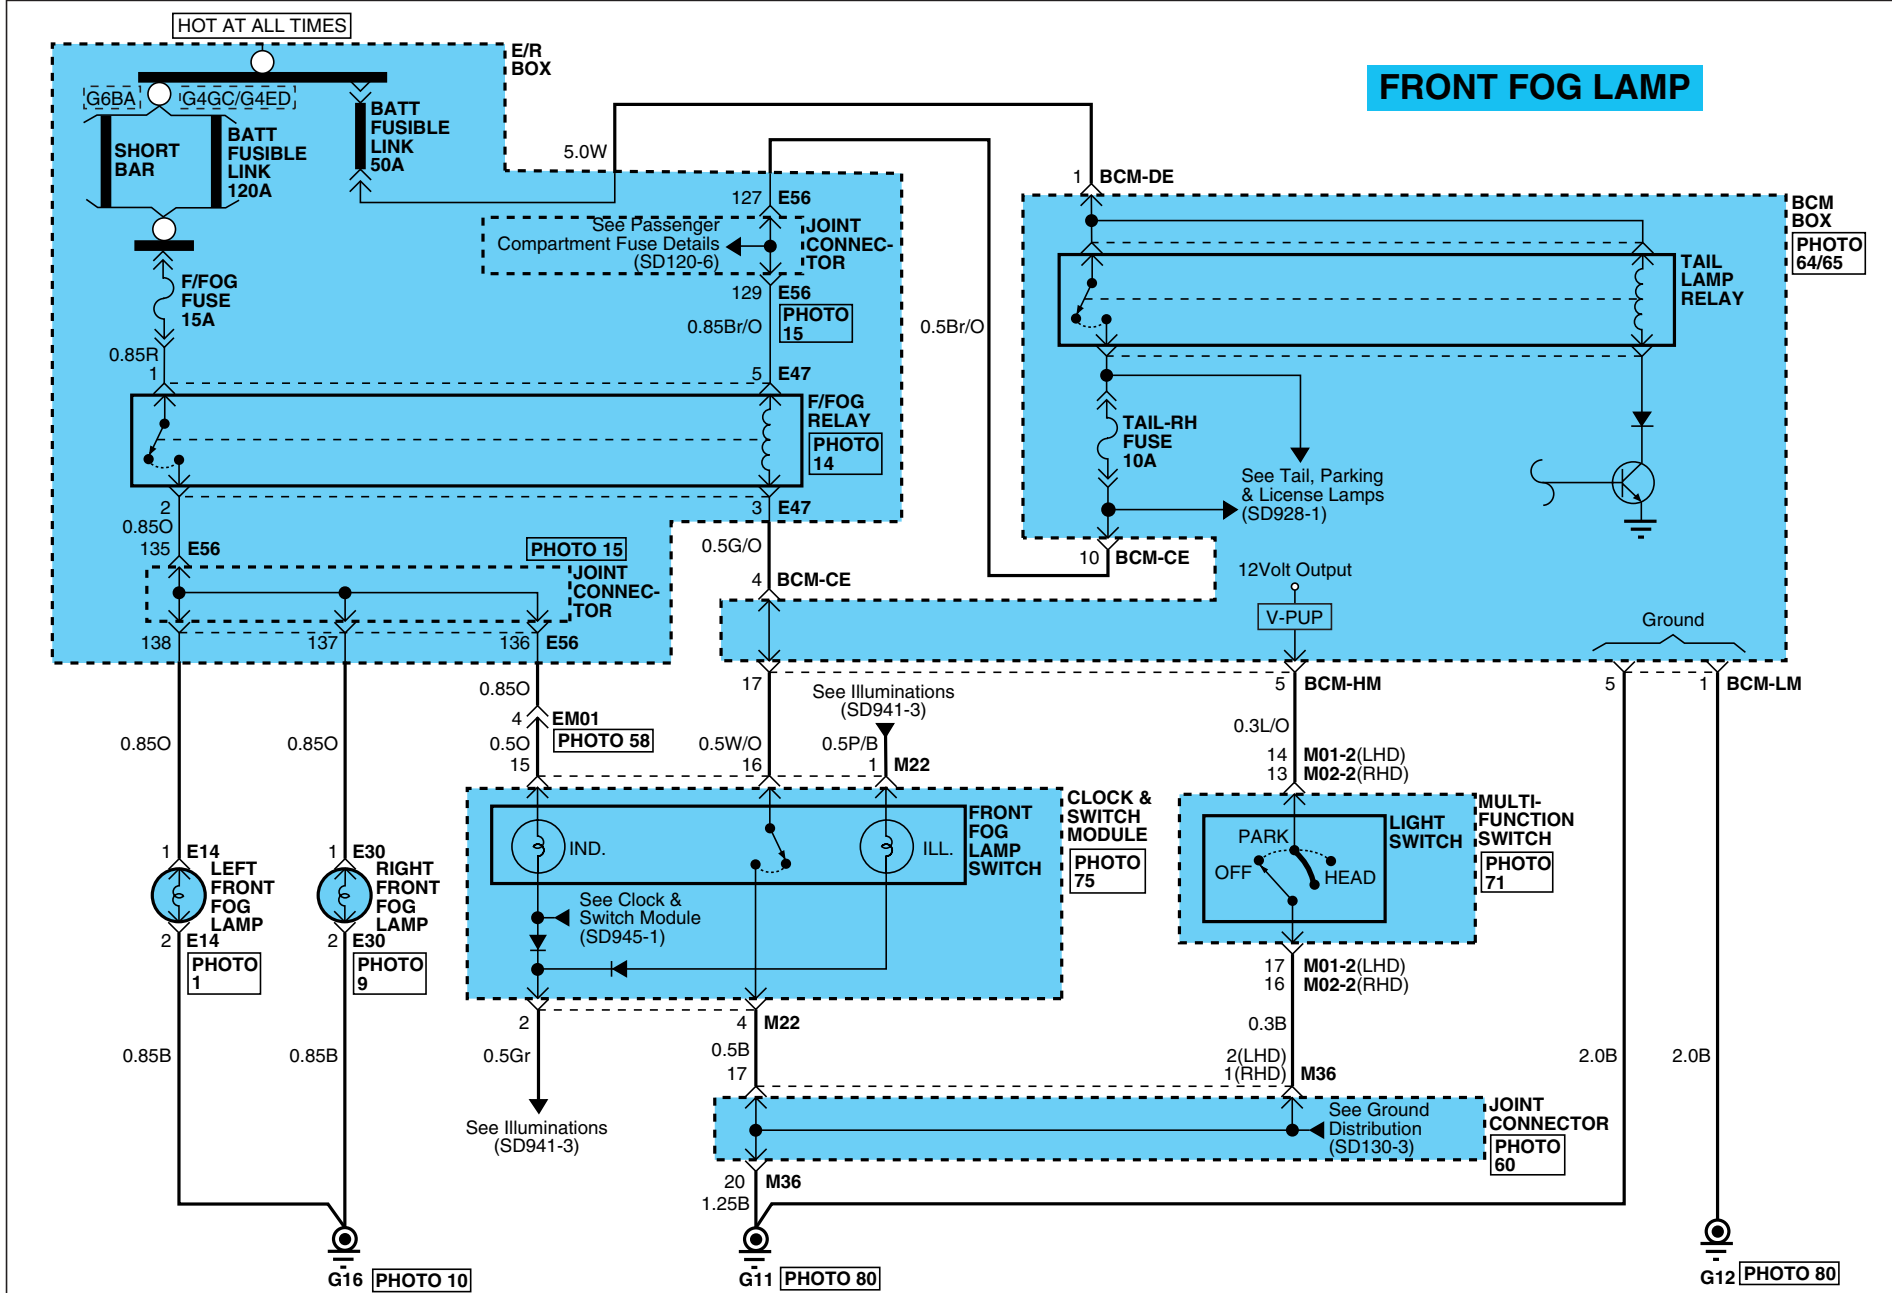 HOT AT ALL TIMES
E/R
BOX
FRONT FOG LAMP
G6BA
G4GC/G4ED
SHORT
BAR
BATT
FUSIBLE
LINK
120A
BATT
FUSIBLE
LINK
50A
5.0W
127 E56
See Passenger
Compartment Fuse Details
(SD120-6)
JOINT
CONNEC-
TOR
129 E56
PHOTO
15
0.85Br/O
0.5Br/O
F/FOG
FUSE
15A
0.85R
1
5 E47
F/FOG
RELAY
PHOTO
14
2
3 E47
0.85O
135 E56
PHOTO 15
JOINT
CONNEC-
TOR
138
137
136 E56
0.5G/O
4 BCM-CE
1 BCM-DE
BCM
BOX
PHOTO
64/65
TAIL
LAMP
RELAY
TAIL-RH
FUSE
10A
See Tail, Parking
& License Lamps
(SD928-1)
10 BCM-CE
12Volt Output
V-PUP
Ground
17
5 BCM-HM
5
1 BCM-LM
0.85O
0.85O
0.85O
4 EM01
PHOTO 58
0.5O
15
0.5W/O
16
See Illuminations
(SD941-3)
0.5P/B
1 M22
0.3L/O
14 M01-2(LHD)
13 M02-2(RHD)
1 E14
LEFT
FRONT
FOG
LAMP
2 E14
PHOTO
1
1 E30
RIGHT
FRONT
FOG
LAMP
2 E30
PHOTO
9
IND.
ILL.
FRONT
FOG
LAMP
SWITCH
CLOCK &
SWITCH
MODULE
PHOTO
75
See Clock &
Switch Module
(SD945-1)
PARK
OFF
HEAD
LIGHT
SWITCH
MULTI-
FUNCTION
SWITCH
PHOTO
71
17 M01-2(LHD)
16 M02-2(RHD)
2
4 M22
0.85B
0.85B
0.5Gr
0.5B
17
0.3B
2(LHD)
1(RHD) M36
2.0B
2.0B
See Illuminations
(SD941-3)
See Ground
Distribution
(SD130-3)
JOINT
CONNECTOR
PHOTO
60
20 M36
1.25B
G16 PHOTO 10
G11 PHOTO 80
G12 PHOTO 80